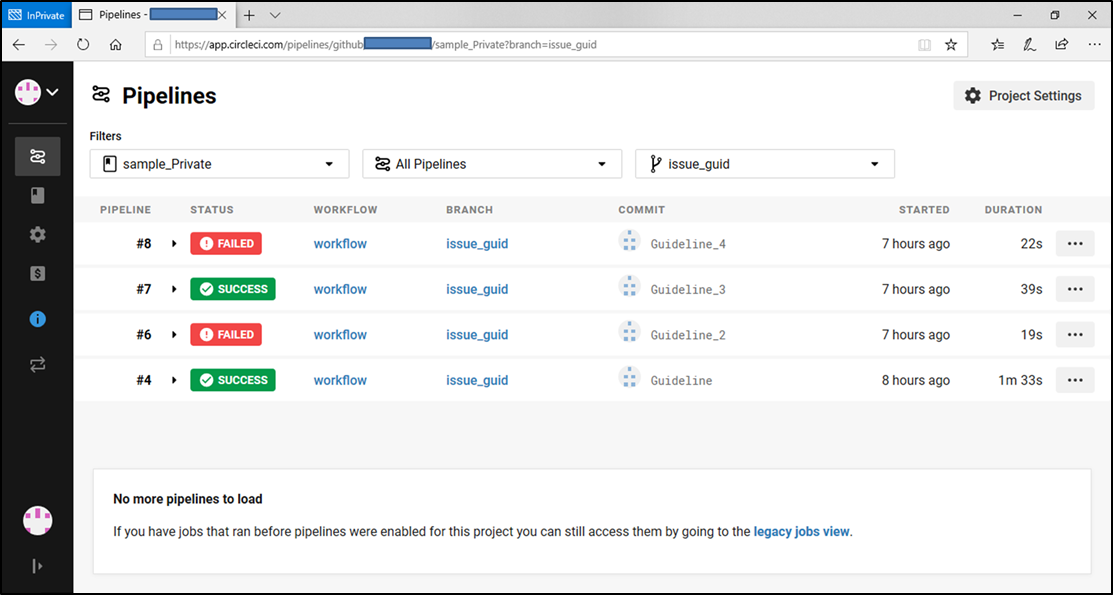 InPrivate
Pipelines -
https://app.circleci.com/pipelines/github /sample_Private?branch=issue_guid
Pipelines
Project Settings
Filters
sample_Private
All Pipelines
issue_guid
PIPELINE STATUS WORKFLOW BRANCH COMMIT STARTED DURATION
#8 FAILED workflow issue_guid Guideline_4 7 hours ago 22s
#7 SUCCESS workflow issue_guid Guideline_3 7 hours ago 39s
#6 FAILED workflow issue_guid Guideline_2 7 hours ago 19s
#4 SUCCESS workflow issue_guid Guideline 8 hours ago 1m 33s
No more pipelines to load
If you have jobs that ran before pipelines were enabled for this project you can still access them by going to the legacy jobs view.